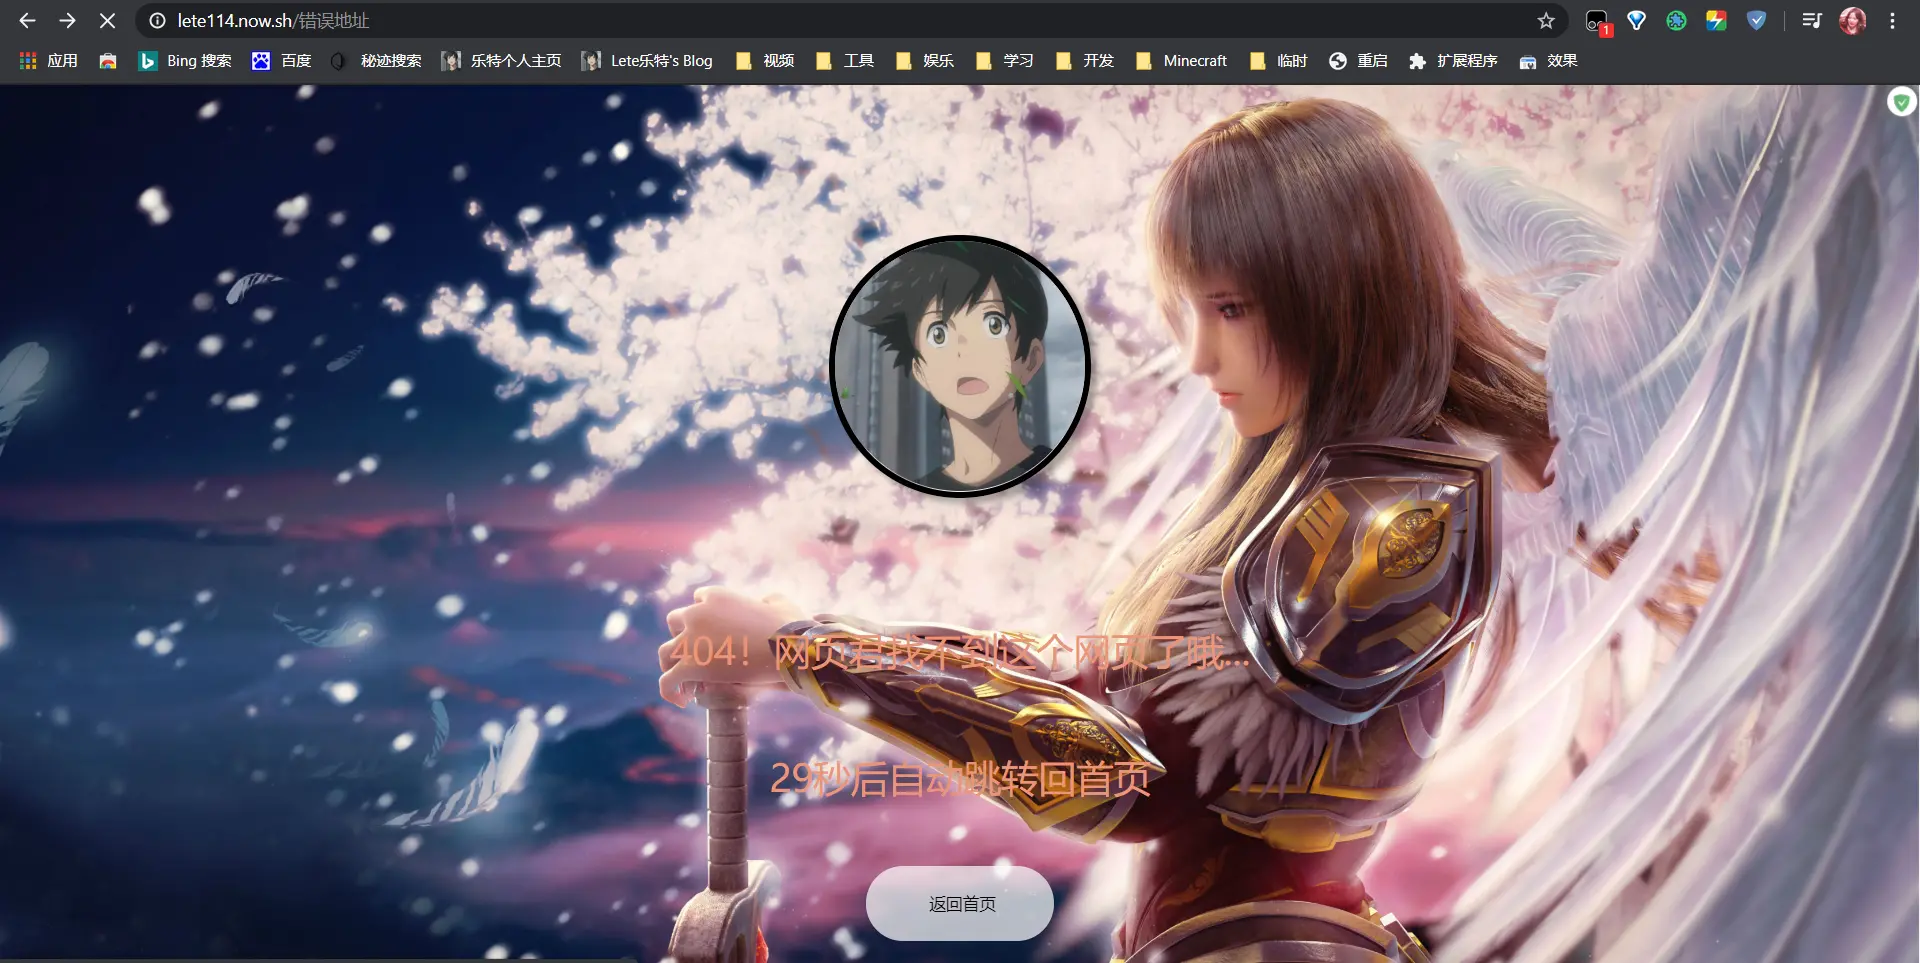 lete114.now.sh/错误地址
1
应用
Bing 搜索
百度
秘迹搜索
乐特个人主页
Lete乐特's Blog
视频
工具
娱乐
学习
开发
Minecraft
临时
重启
扩展程序
效果
404！网页君找不到这个网页了哦...
29秒后自动跳转回首页
返回首页